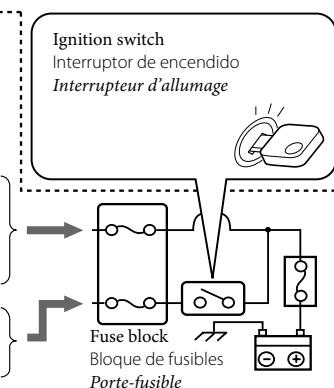 Ignition switch
Interruptor de encendido
Interrupteur d'allumage
Fuse block
Bloque de fusibles
Porte-fusible